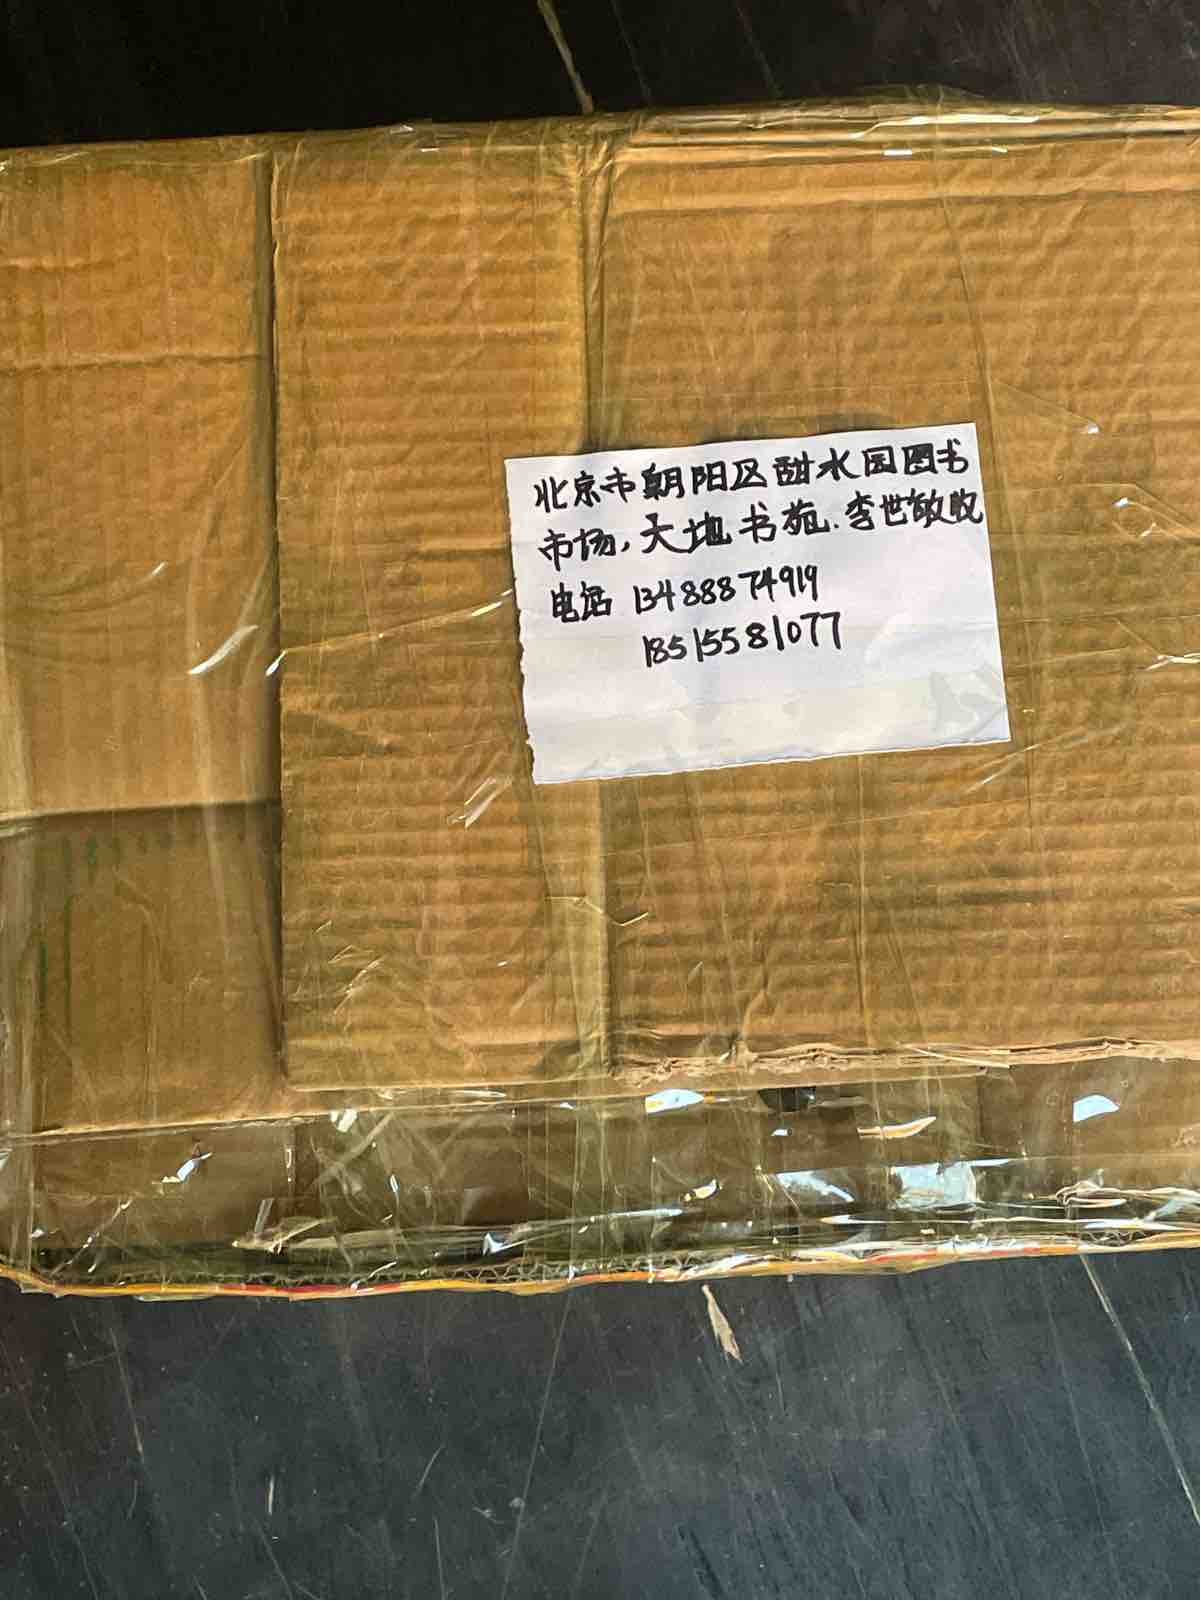 北京市朝阳区甜水园图书
市场,天地书苑.李世敏收
电话 13488874919
18515581077